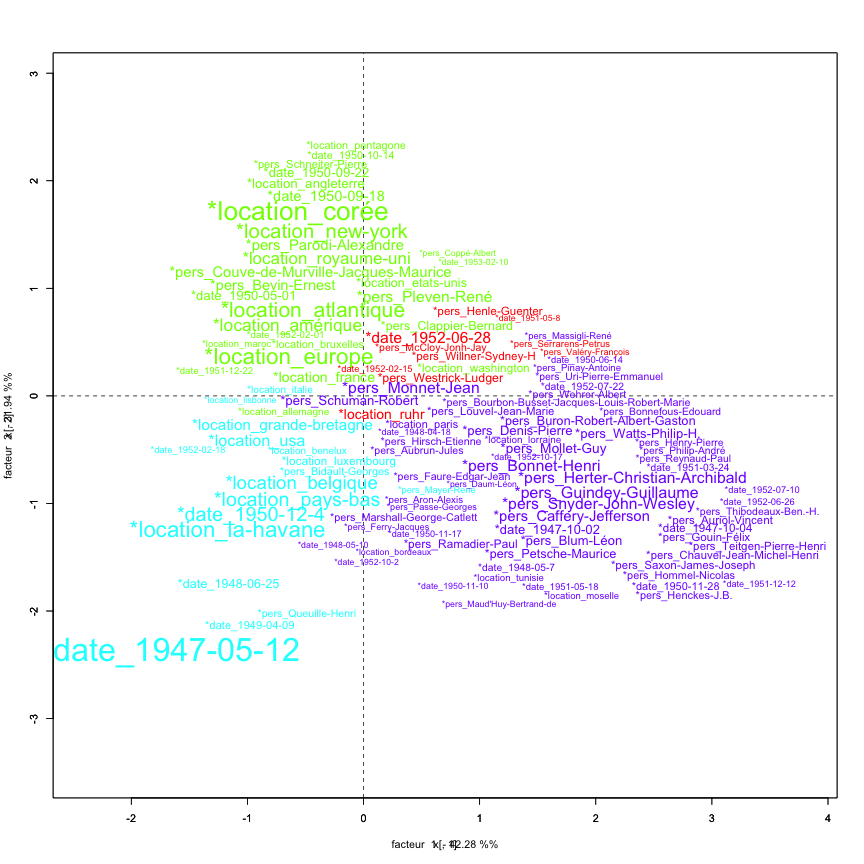 3
2
1
0
-1
-2
-3
*location_pentagone
*date_1950-10-14
*pers_Schneiter-Pierre
*date_1950-09-22
*location_angleterre
*date_1950-09-18
*location_corée
*location_new-york
*pers_Parodi-Alexandre
*pers_Coppé-Albert
*location_royaume-uni
*date_1953-02-10
*pers_Couve-de-Murville-Jacques-Maurice
*pers_Bevin-Ernest
*location_etats-unis
*date_1950-05-01
*pers_Pleven-René
*location_atlantique
*pers_Henle-Guenter
*date_1951-05-8
*location_amérique
*pers_Clappier-Bernard
*date_1952-02-01
*date_1952-06-28
*pers_Massigli-René
*location_maroc
*location_bruxelles
*pers_McCloy-Jonh-Jay
*pers_Serrarens-Petrus
*location_europe
*pers_Willner-Sydney-H
*pers_Valéry-François
*date_1950-06-14
*date_1951-12-22
*date_1952-02-15
*location_washington
*pers_Pinay-Antoine
*location_france
*pers_Westrick-Ludger
*pers_Uri-Pierre-Emmanuel
*location_italie
*pers_Monnet-Jean
*date_1952-07-22
*pers_Wehrer-Albert
*location_lisbonne
*pers_Schuman-Robert
*pers_Bourbon-Busset-Jacques-Louis-Robert-Marie
*location_allemagne
*location_ruhr
*pers_Louvel-Jean-Marie
*pers_Bonnefous-Edouard
*location_grande-bretagne
*location_paris
*pers_Buron-Robert-Albert-Gaston
*date_1948-04-18
*pers_Denis-Pierre
*pers_Watts-Philip-H.
*location_usa
*pers_Hirsch-Etienne
*location_lorraine
*pers_Henry-Pierre
*date_1952-02-18
*location_benelux
*pers_Aubrun-Jules
*pers_Mollet-Guy
*pers_Philip-André
*date_1952-10-17
*pers_Reynaud-Paul
*location_luxembourg
*pers_Bonnet-Henri
*date_1951-03-24
*pers_Bidault-Georges
*location_belgique
*pers_Faure-Edgar-Jean
*pers_Herter-Christian-Archibald
*pers_Daum-Léon
*pers_Mayer-René
*pers_Guindey-Guillaume
*date_1952-07-10
*location_pays-bas
*pers_Aron-Alexis
*pers_Snyder-John-Wesley
*date_1952-06-26
*pers_Passe-Georges
*pers_Thibodeaux-Ben.-H.
*date_1950-12-4
*pers_Marshall-George-Catlett
*pers_Caffery-Jefferson
*pers_Auriol-Vincent
*location_la-havane
*pers_Ferry-Jacques
*date_1947-10-02
*date_1947-10-04
*date_1950-11-17
*pers_Gouin-Félix
*date_1948-05-10
*pers_Ramadier-Paul
*pers_Blum-Léon
*pers_Teitgen-Pierre-Henri
*location_bordeaux
*pers_Petsche-Maurice
*pers_Chauvel-Jean-Michel-Henri
*date_1952-10-2
*date_1948-05-7
*pers_Saxon-James-Joseph
*date_1948-06-25
*location_tunisie
*pers_Hommel-Nicolas
*date_1950-11-10
*date_1951-05-18
*date_1950-11-28
*date_1951-12-12
*location_moselle
*pers_Henckes-J.B.
*pers_Maud'Huy-Bertrand-de
*pers_Queuille-Henri
*date_1949-04-09
date_1947-05-12
-2
-1
0
1
2
3
4